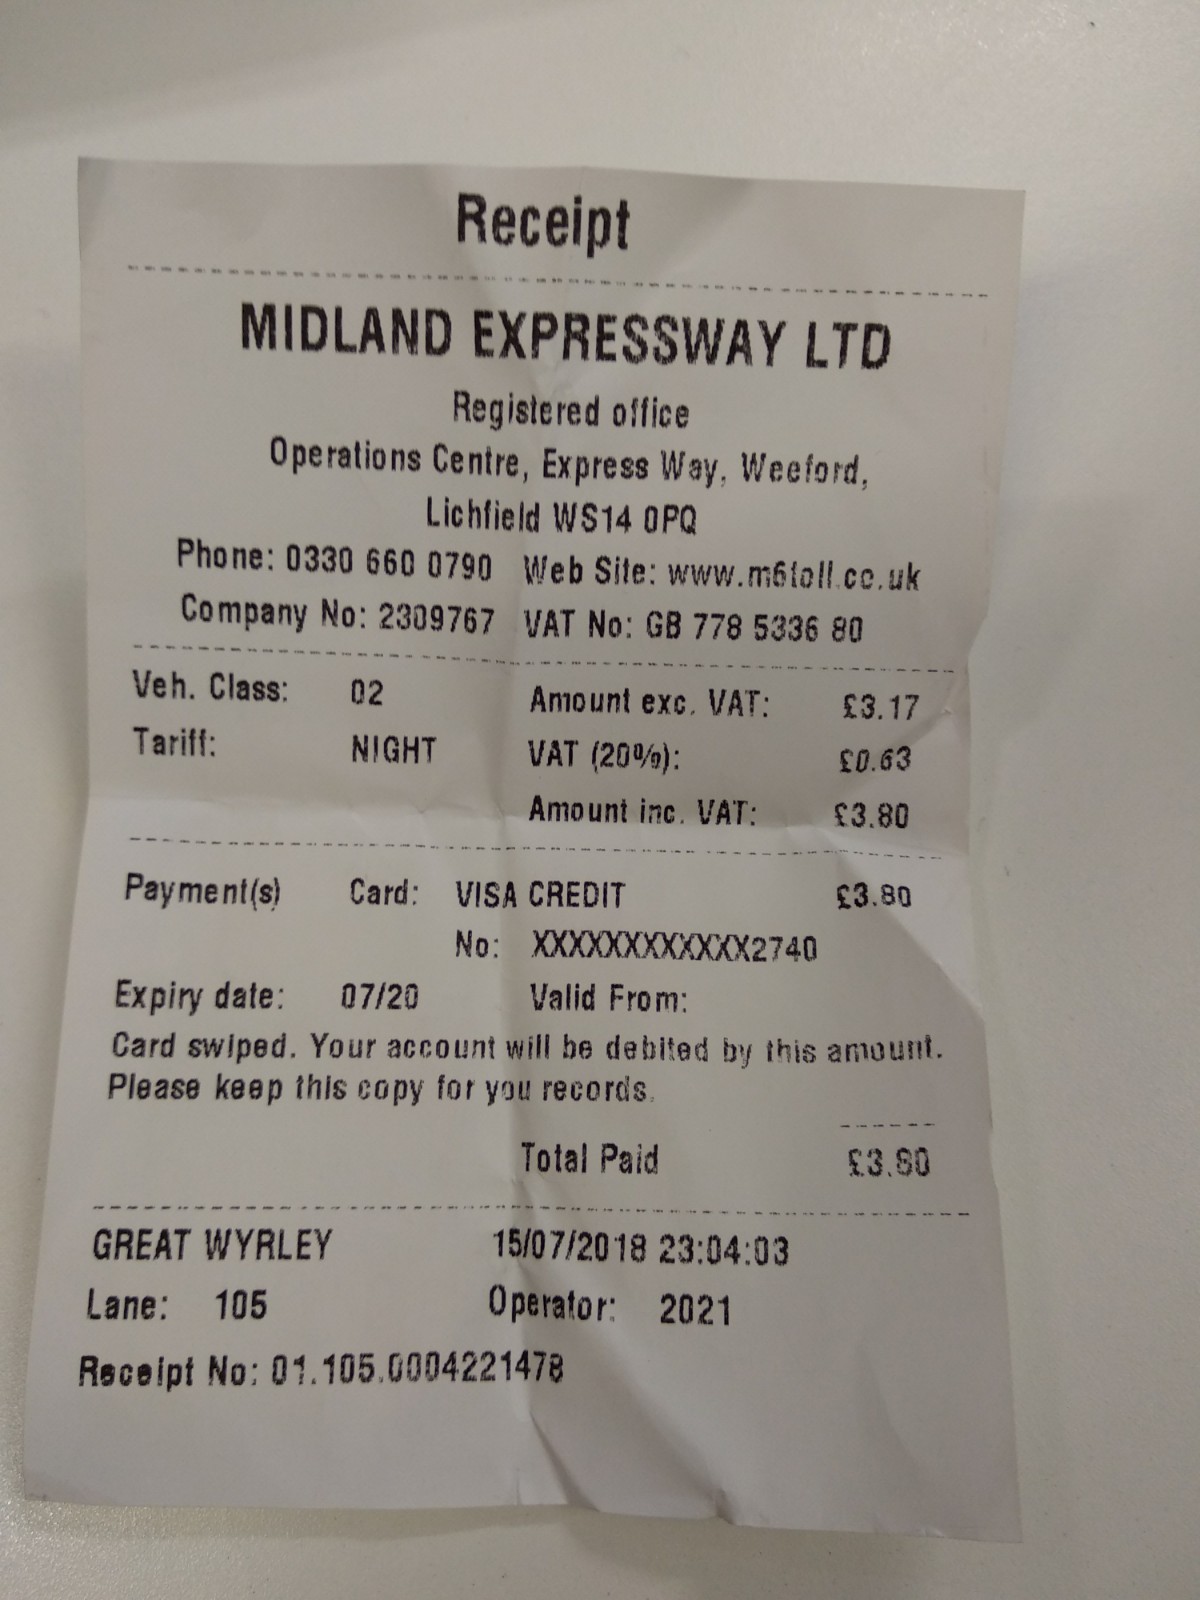 Receipt
MIDLAND EXPRESSWAY LTD
Registered office
Operations Centre, Express Way, Weeford,
Lichfield WS14 0PQ
Phone: 0330 660 0790 Web Site: www.m6toll.co.uk
Company No: 2309767 VAT No: GB 778 5336 80
Veh. Class: 02 Amount exc. VAT: £3.17
Tariff: NIGHT VAT (20%): £0.63
Amount inc. VAT: £3.80
Payment(s) Card: VISA CREDIT £3.80
No: XXXXXXXXXXXX2740
Expiry date: 07/20 Valid From:
Card swiped. Your account will be debited by this amount.
Please keep this copy for you records.
Total Paid £3.80
GREAT WYRLEY 15/07/2018 23:04:03
Lane: 105 Operator: 2021
Receipt No: 01.105.0004221478